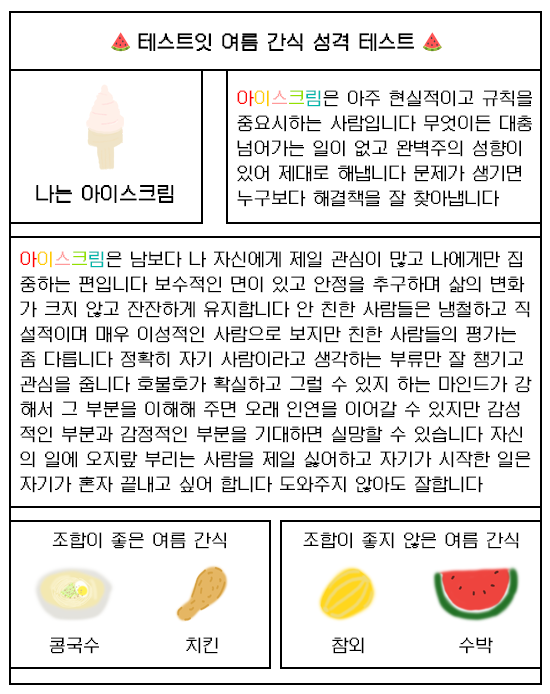 테스트잇 여름 간식 성격 테스트
나는 아이스크림
아이스크림은 아주 현실적이고 규칙을
중요시하는 사람입니다 무엇이든 대충
넘어가는 일이 없고 완벽주의 성향이
있어 제대로 해냅니다 문제가 생기면
누구보다 해결책을 잘 찾아냅니다
아이스크림은 남보다 나 자신에게 제일 관심이 많고 나에게만 집
중하는 편입니다 보수적인 면이 있고 안정을 추구하며 삶의 변화
가 크지 않고 잔잔하게 유지합니다 안 친한 사람들은 냉철하고 직
설적이며 매우 이성적인 사람으로 보지만 친한 사람들의 평가는
좀 다릅니다 정확히 자기 사람이라고 생각하는 부류만 잘 챙기고
관심을 줍니다 호불호가 확실하고 그럴 수 있지 하는 마인드가 강
해서 그 부분을 이해해 주면 오래 인연을 이어갈 수 있지만 감성
적인 부분과 감정적인 부분을 기대하면 실망할 수 있습니다 자신
의 일에 오지랖 부리는 사람을 제일 싫어하고 자기가 시작한 일은
자기가 혼자 끝내고 싶어 합니다 도와주지 않아도 잘합니다
조합이 좋은 여름 간식
콩국수
치킨
조합이 좋지 않은 여름 간식
참외
수박